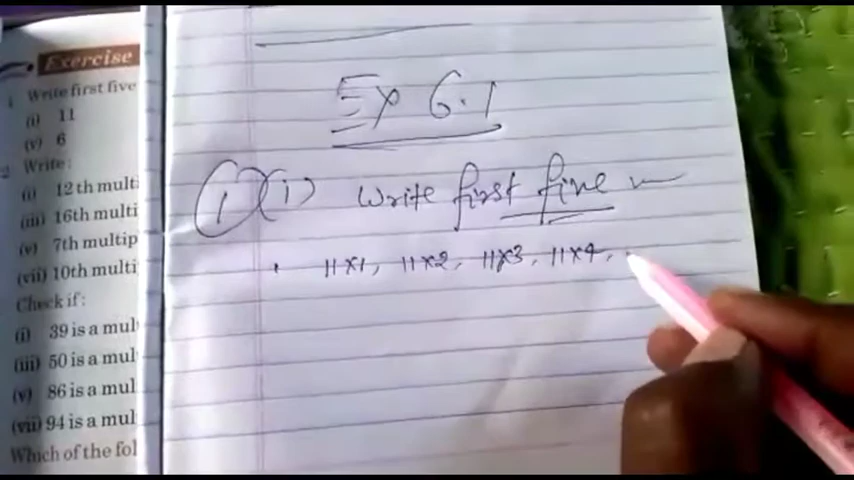 Exercise
1 Write first five
(i) 11
(v) 6
2 Write:
(i) 12th multi
(iii) 16th multi
(v) 7th multip
(vii) 10th multi
Check if:
(i) 39 is a mul
(iii) 50 is a mul
(v) 86 is a mul
(vii) 94 is a mul
Which of the fol
Ex 6.1
1 (i) Write first five
11×1, 11×2, 11×3, 11×4,